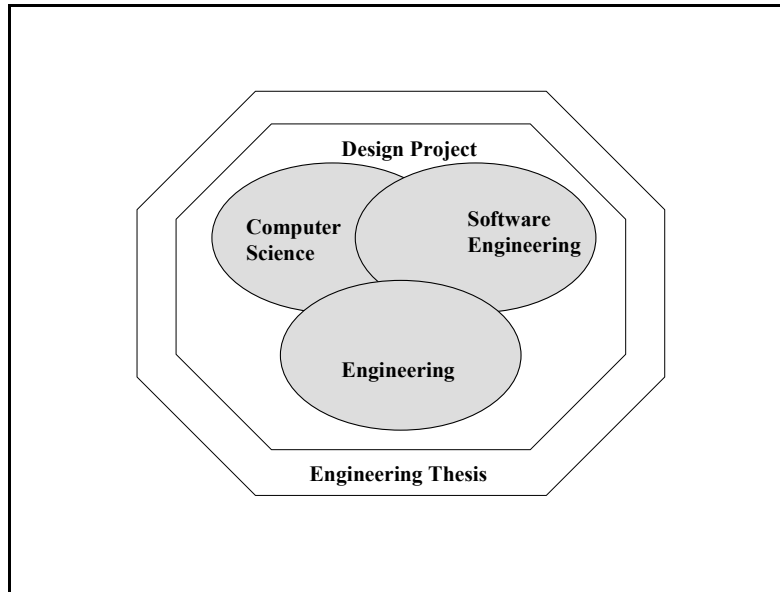 Design Project
Computer
Science
Software
Engineering
Engineering
Engineering Thesis